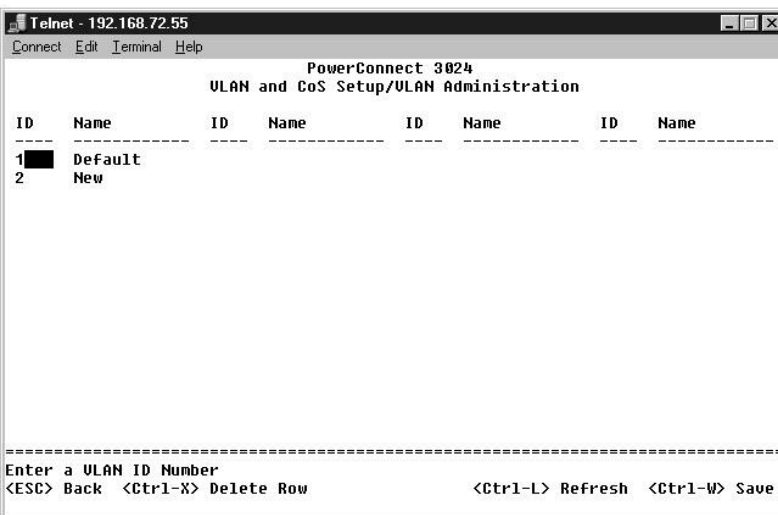 Telnet - 192.168.72.55
Connect Edit Terminal Help
PowerConnect 3024
VLAN and CoS Setup/VLAN Administration
ID Name ID Name ID Name ID Name
---- ------------ ---- ------------ ---- ------------ ---- ------------
1 Default
2 New
================================================================================
Enter a VLAN ID Number
<ESC> Back <Ctrl-X> Delete Row <Ctrl-L> Refresh <Ctrl-W> Save